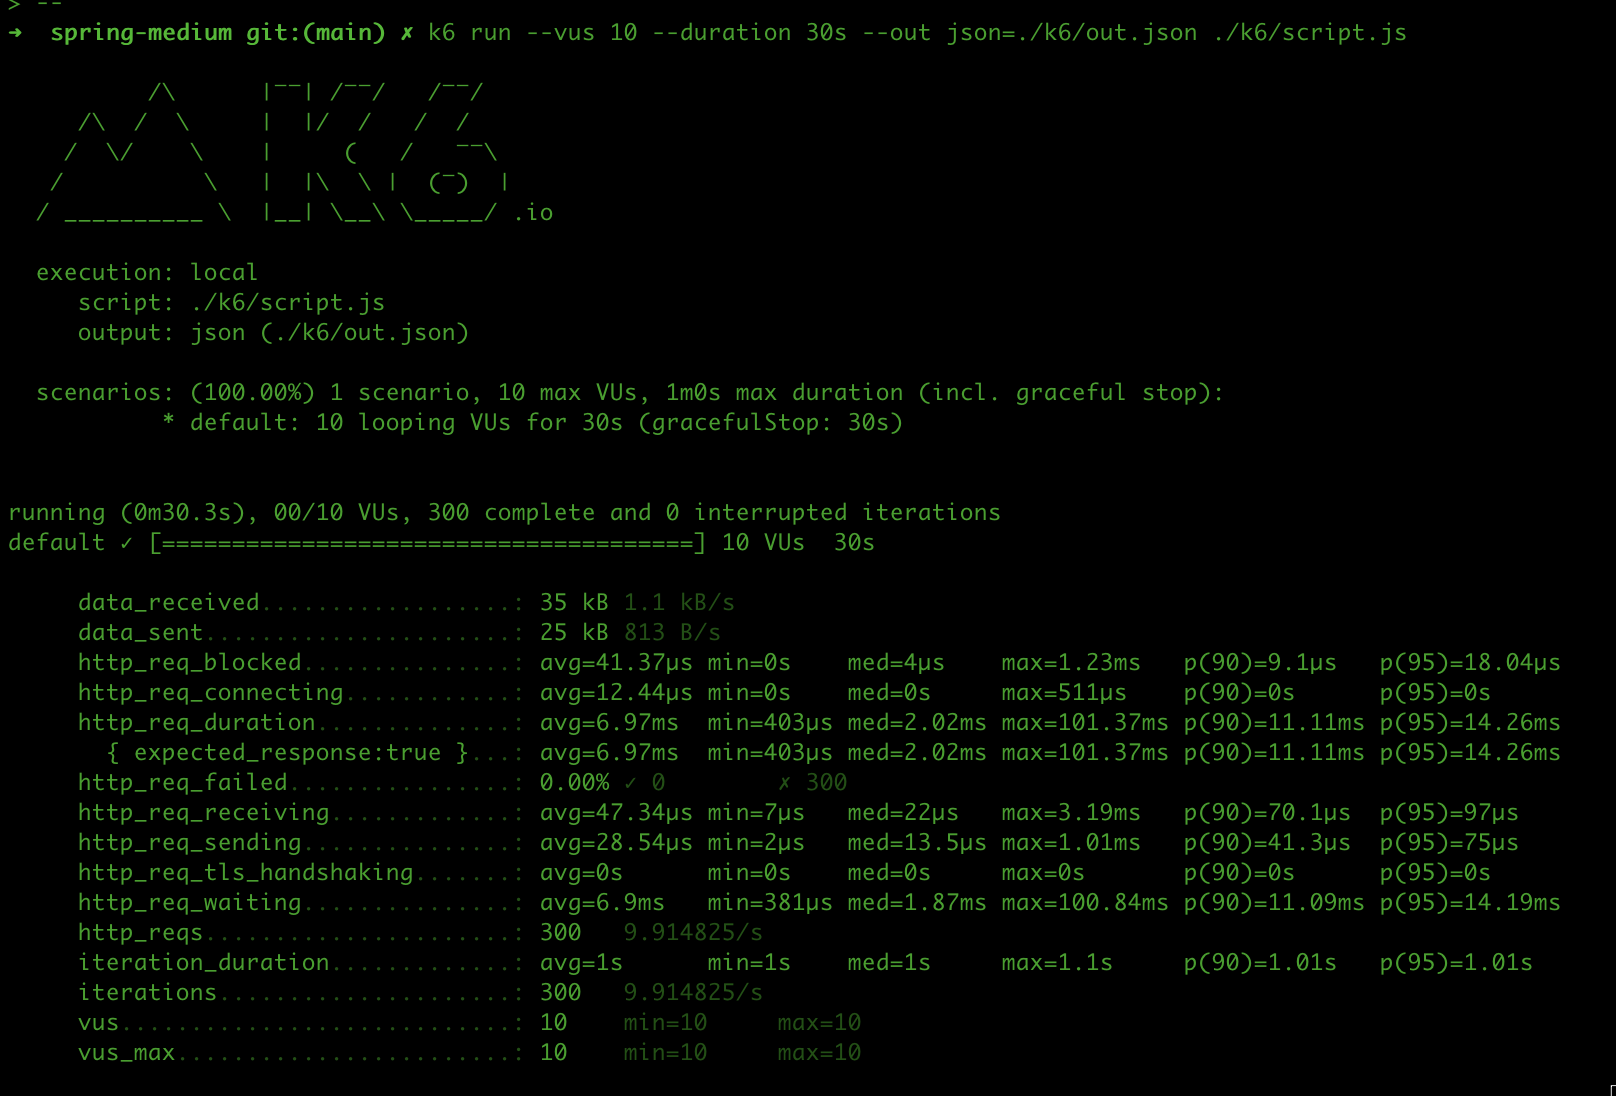 > --
➜  spring-medium git:(main) ✗ k6 run --vus 10 --duration 30s --out json=./k6/out.json ./k6/script.js
          /\      |‾‾| /‾‾/   /‾‾/
     /\  /  \     |  |/  /   /  /
    /  \/    \    |     (   /   ‾‾\
   /          \   |  |\  \ |  (‾)  |
  / __________ \  |__| \__\ \_____/ .io
  execution: local
     script: ./k6/script.js
     output: json (./k6/out.json)
  scenarios: (100.00%) 1 scenario, 10 max VUs, 1m0s max duration (incl. graceful stop):
           * default: 10 looping VUs for 30s (gracefulStop: 30s)
running (0m30.3s), 00/10 VUs, 300 complete and 0 interrupted iterations
default ✓ [======================================] 10 VUs  30s
     data_received..................: 35 kB 1.1 kB/s
     data_sent......................: 25 kB 813 B/s
     http_req_blocked...............: avg=41.37µs min=0s    med=4µs    max=1.23ms   p(90)=9.1µs   p(95)=18.04µs
     http_req_connecting............: avg=12.44µs min=0s    med=0s     max=511µs    p(90)=0s      p(95)=0s
     http_req_duration..............: avg=6.97ms  min=403µs med=2.02ms max=101.37ms p(90)=11.11ms p(95)=14.26ms
       { expected_response:true }...: avg=6.97ms  min=403µs med=2.02ms max=101.37ms p(90)=11.11ms p(95)=14.26ms
     http_req_failed................: 0.00% ✓ 0        ✗ 300
     http_req_receiving.............: avg=47.34µs min=7µs   med=22µs   max=3.19ms   p(90)=70.1µs  p(95)=97µs
     http_req_sending...............: avg=28.54µs min=2µs   med=13.5µs max=1.01ms   p(90)=41.3µs  p(95)=75µs
     http_req_tls_handshaking.......: avg=0s      min=0s    med=0s     max=0s       p(90)=0s      p(95)=0s
     http_req_waiting...............: avg=6.9ms   min=381µs med=1.87ms max=100.84ms p(90)=11.09ms p(95)=14.19ms
     http_reqs......................: 300   9.914825/s
     iteration_duration.............: avg=1s      min=1s    med=1s     max=1.1s     p(90)=1.01s   p(95)=1.01s
     iterations.....................: 300   9.914825/s
     vus............................: 10    min=10     max=10
     vus_max........................: 10    min=10     max=10